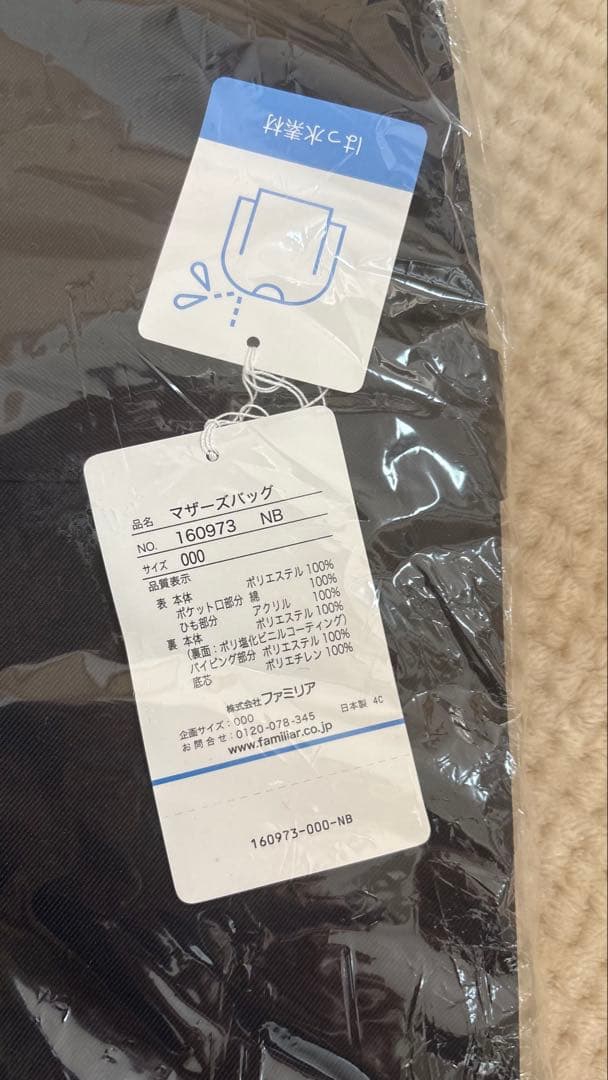 はっ水素材
品名 マザーズバッグ
NO. 160973 NB
サイズ 000
品質表示
表 本体 ポリエステル 100%
ポケット口部分 綿 100%
ひも部分 アクリル 100%
裏 本体 ポリエステル 100%
(裏面:ポリ塩化ビニルコーティング)
パイピング部分 ポリエステル 100%
底芯 ポリエチレン 100%
株式会社ファミリア
企画サイズ:000 日本製 4C
お問合せ:0120-078-345
www.familiar.co.jp
160973-000-NB